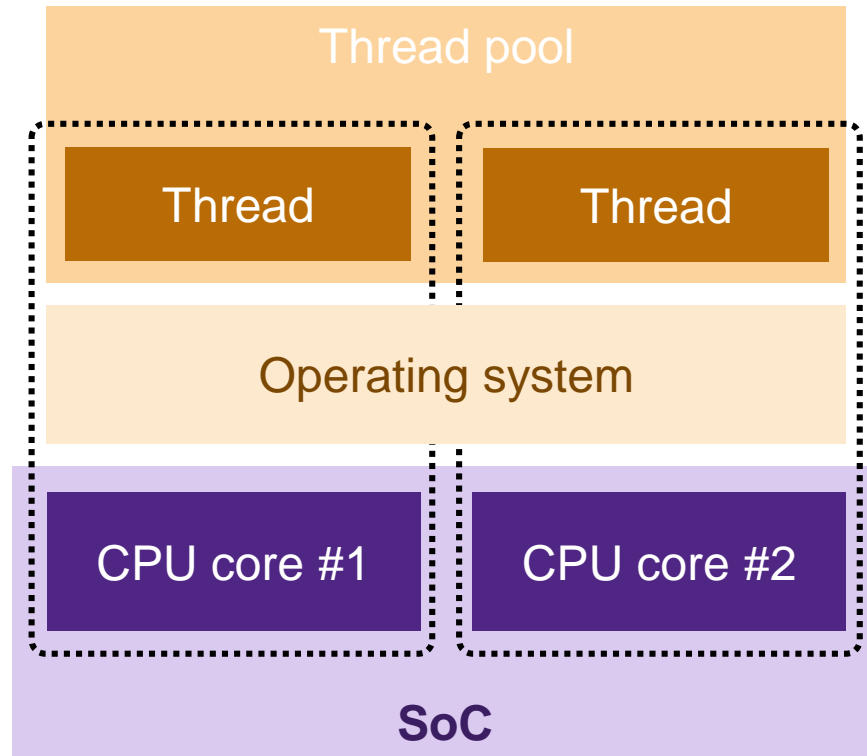 Thread pool
Thread
Thread
Operating system
CPU core #1
CPU core #2
SoC